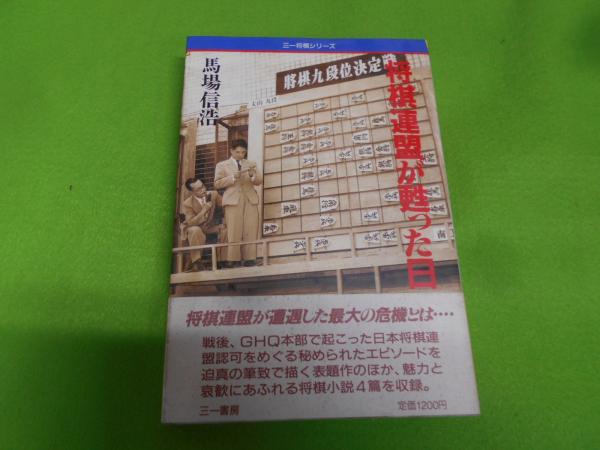 三一将棋シリーズ
将棋連盟が甦った日
馬場信浩
将棋九段位決定
大山九段
将棋連盟が遭遇した最大の危機とは‥‥
戦後、GHQ本部で起こった日本将棋連
盟認可をめぐる秘められたエピソードを
迫真の筆致で描く表題作のほか、魅力と
哀歓にあふれる将棋小説4篇を収録。
三一書房
定価1200円